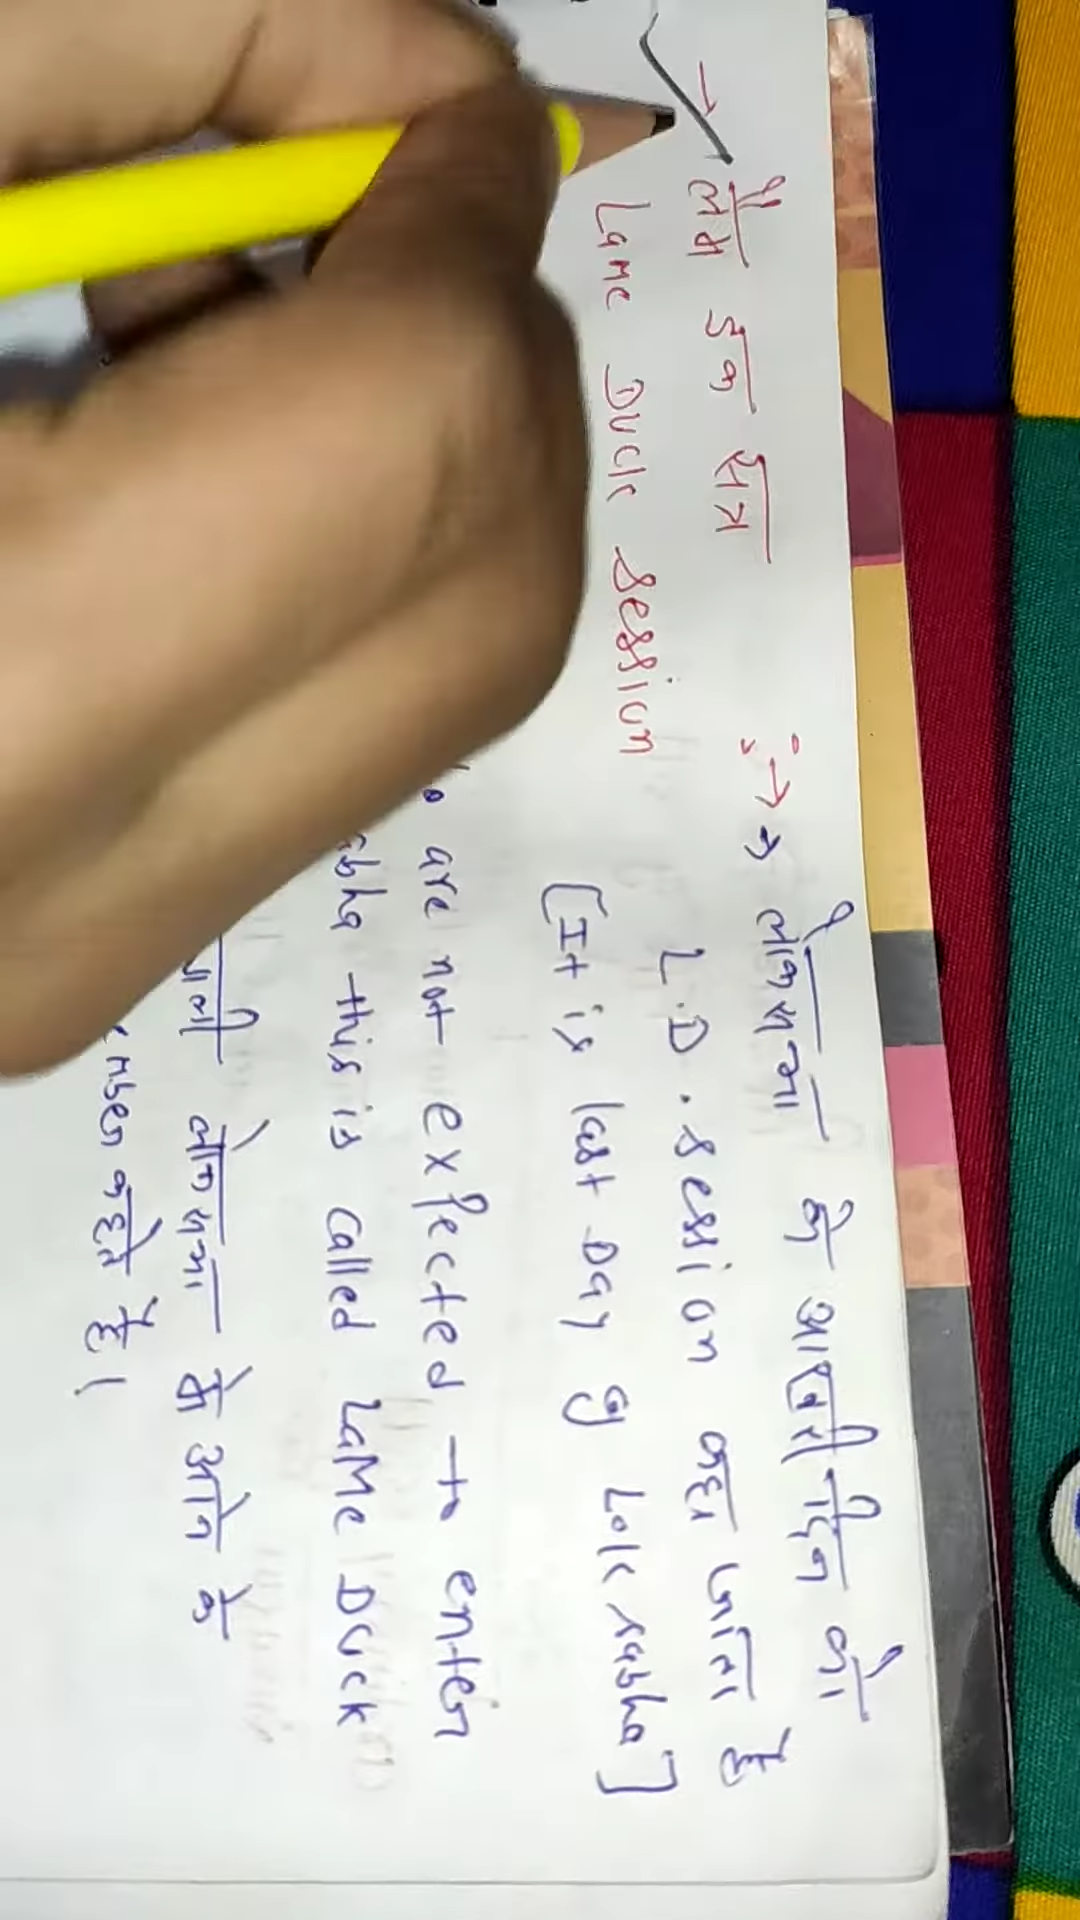 → लेम डक सत्र :→ → लोकसभा के आखरी दिन को
Lame Duck session L.D. session कहा जाता है
[It is last Day of Lok sabha]
are not expected to enter
this is called LaMe Duck
लोकसभा में आने के
कहते है।